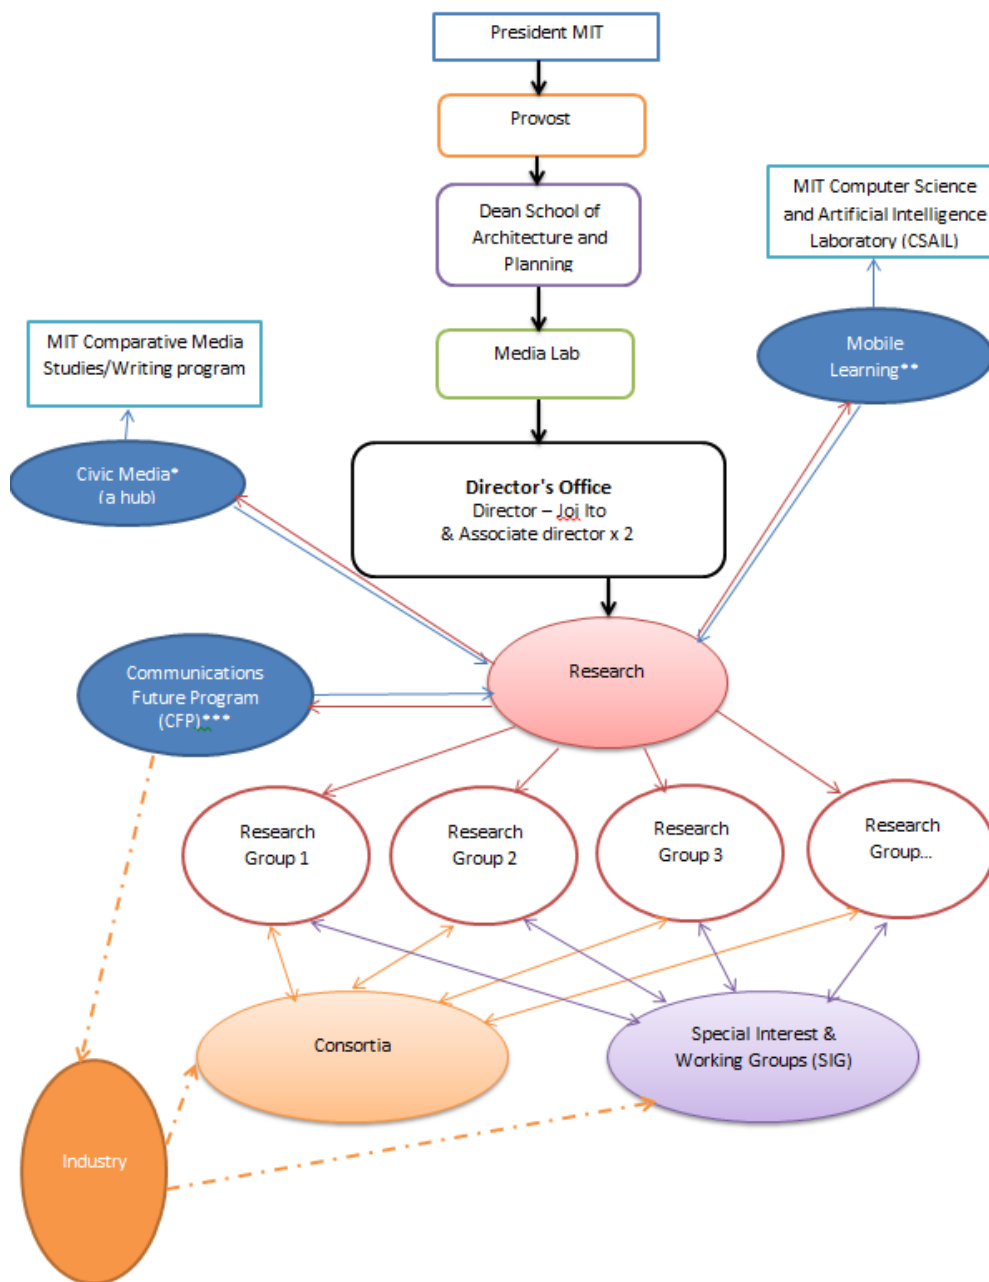 President MIT
Provost
Dean School of
Architecture and
Planning
MIT Computer Science
and Artificial Intelligence
Laboratory (CSAIL)
Media Lab
MIT Comparative Media
Studies/Writing program
Mobile
Learning**
Civic Media*
(a hub)
Director's Office
Director – Joi Ito
& Associate director x 2
Research
Communications
Future Program
(CFP)***
Research
Group 1
Research
Group 2
Research
Group 3
Research
Group...
Consortia
Special Interest &
Working Groups (SIG)
Industry